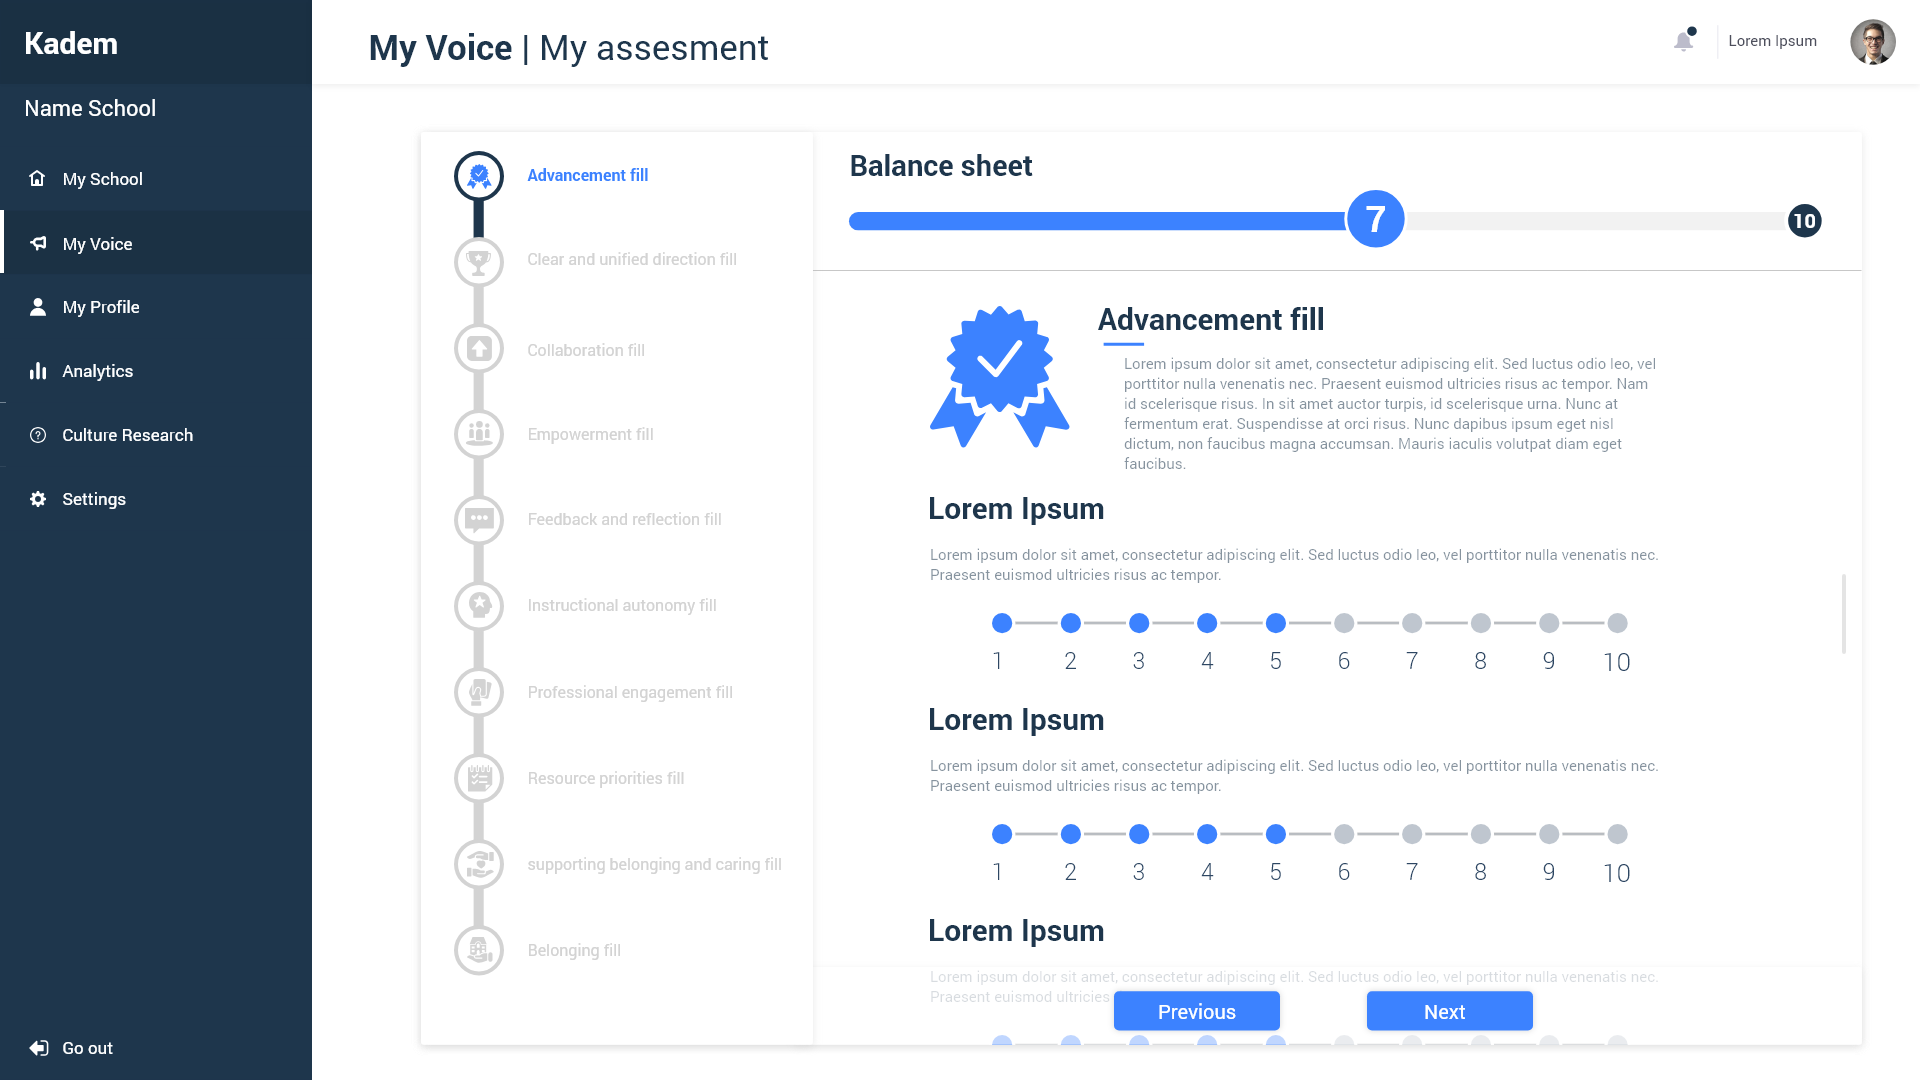 Kadem
Name School
My School
My Voice
My Profile
Analytics
Culture Research
Settings
Go out
My Voice | My assesment
Lorem Ipsum
Advancement fill
Clear and unified direction fill
Collaboration fill
Empowerment fill
Feedback and reflection fill
Instructional autonomy fill
Professional engagement fill
Resource priorities fill
supporting belonging and caring fill
Belonging fill
Balance sheet
7
10
Advancement fill
Lorem ipsum dolor sit amet, consectetur adipiscing elit. Sed luctus odio leo, vel
porttitor nulla venenatis nec. Praesent euismod ultricies risus ac tempor. Nam
id scelerisque risus. In sit amet auctor turpis, id scelerisque urna. Nunc at
fermentum erat. Suspendisse at orci risus. Nunc dapibus ipsum eget nisl
dictum, non faucibus magna accumsan. Mauris iaculis volutpat diam eget
faucibus.
Lorem Ipsum
Lorem ipsum dolor sit amet, consectetur adipiscing elit. Sed luctus odio leo, vel porttitor nulla venenatis nec.
Praesent euismod ultricies risus ac tempor.
1 2 3 4 5 6 7 8 9 10
Lorem Ipsum
Lorem ipsum dolor sit amet, consectetur adipiscing elit. Sed luctus odio leo, vel porttitor nulla venenatis nec.
Praesent euismod ultricies risus ac tempor.
1 2 3 4 5 6 7 8 9 10
Lorem Ipsum
Lorem ipsum dolor sit amet, consectetur adipiscing elit. Sed luctus odio leo, vel porttitor nulla venenatis nec.
Praesent euismod ultricies
Previous
Next